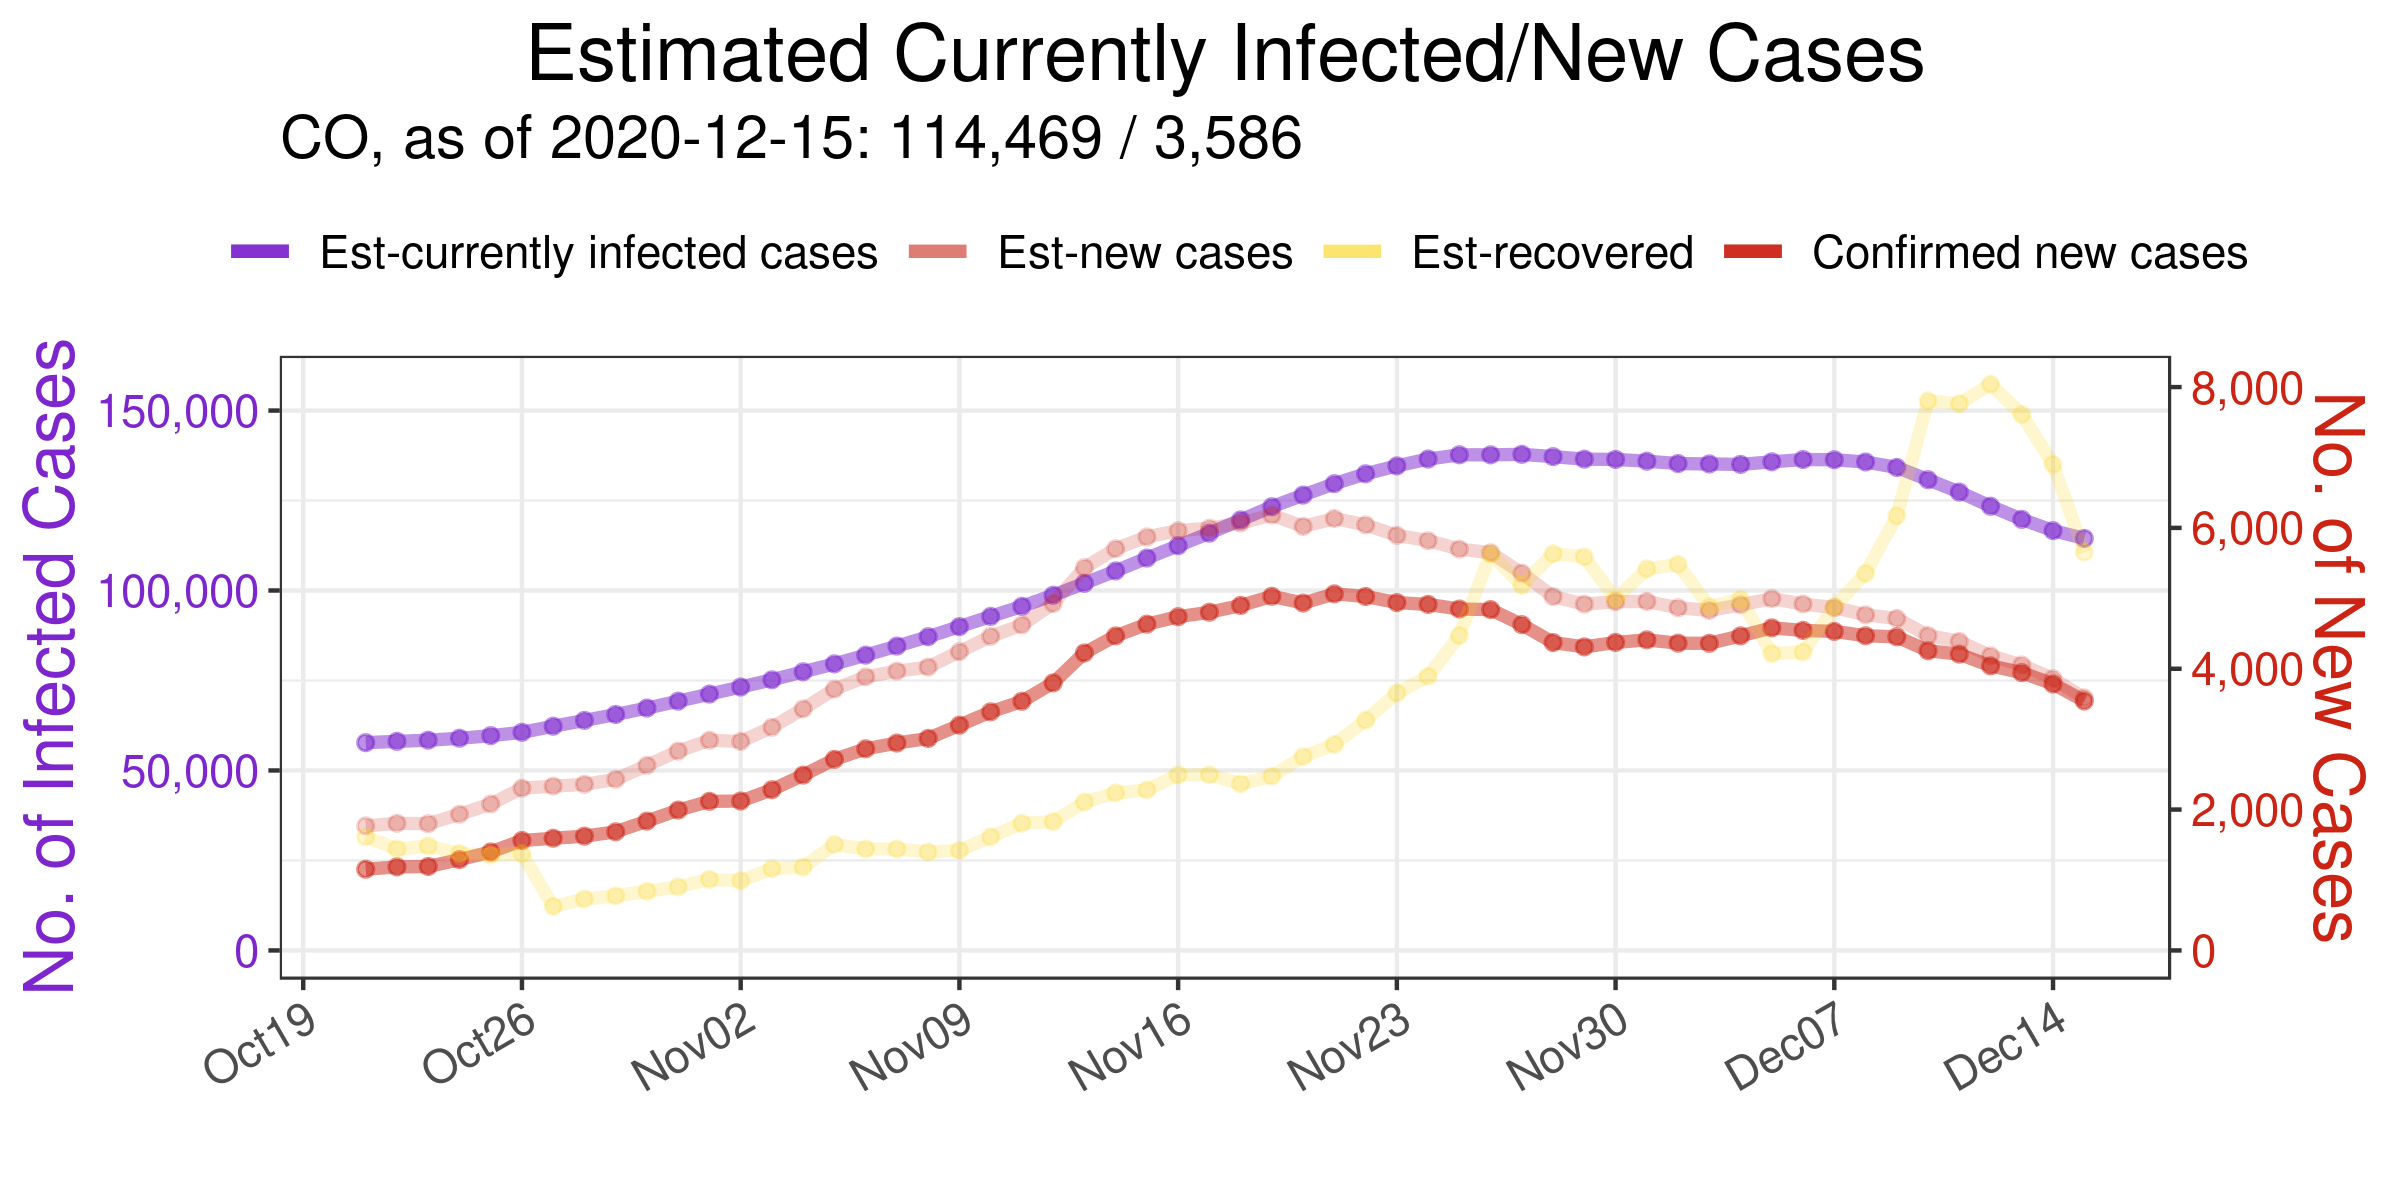 Estimated Currently Infected/New Cases
CO, as of 2020-12-15: 114,469 / 3,586
Est-currently infected cases Est-new cases Est-recovered Confirmed new cases
No. of Infected Cases
150,000
100,000
50,000
0
8,000
6,000
4,000
2,000
0
No. of New Cases
Oct19 Oct26 Nov02 Nov09 Nov16 Nov23 Nov30 Dec07 Dec14